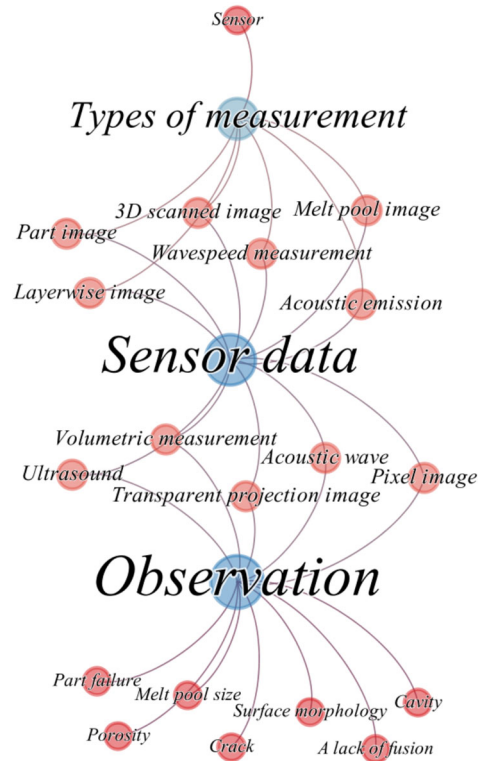 Sensor
Types of measurement
3D scanned image
Melt pool image
Part image
Wavespeed measurement
Layerwise image
Acoustic emission
Sensor data
Volumetric measurement
Acoustic wave
Ultrasound
Pixel image
Transparent projection image
Observation
Part failure
Melt pool size
Cavity
Surface morphology
Porosity
Crack
A lack of fusion